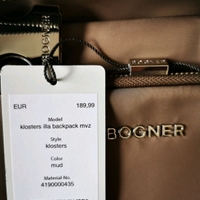 BOGNER
EUR 189,99
Model
klosters illa backpack mvz
Style
klosters
Color
mud
Material-No.
4190000435
BOGNER